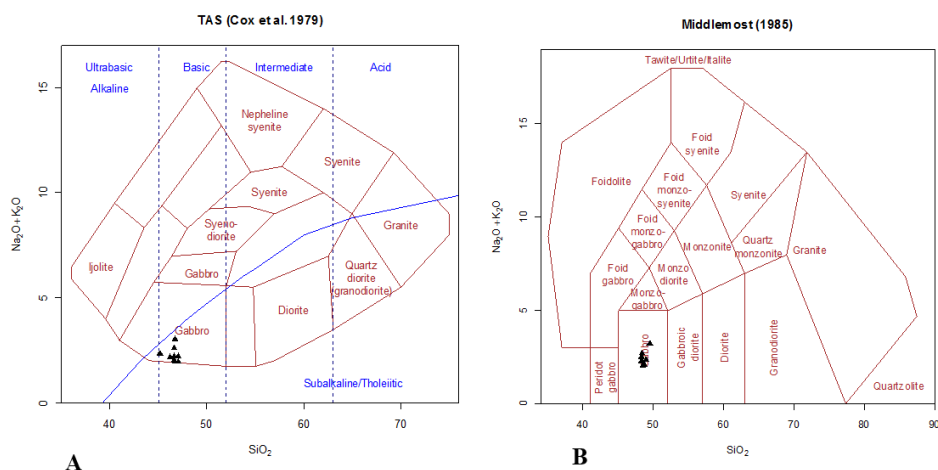 TAS (Cox et al. 1979)
Ultrabasic
Basic
Intermediate
Acid
Alkaline
Nepheline
syenite
Syenite
Syenite
Syeno-
diorite
Granite
Ijolite
Gabbro
Quartz
diorite
(granodiorite)
Gabbro
Diorite
Subalkaline/Tholeiitic
Na2O + K2O
0
5
10
15
40
50
60
70
SiO2
A
Middlemost (1985)
Tawite/Urtite/Italite
Foid
syenite
Foidolite
Foid
monzo-
syenite
Syenite
Foid
monzo-
gabbro
Monzonite
Quartz
monzonite
Granite
Foid
gabbro
Monzo
diorite
Monzo-
gabbro
Peridot
gabbro
Gabbro
Gabbroic
diorite
Diorite
Granodiorite
Quartzolite
Na2O + K2O
0
5
10
15
40
50
60
70
80
90
SiO2
B